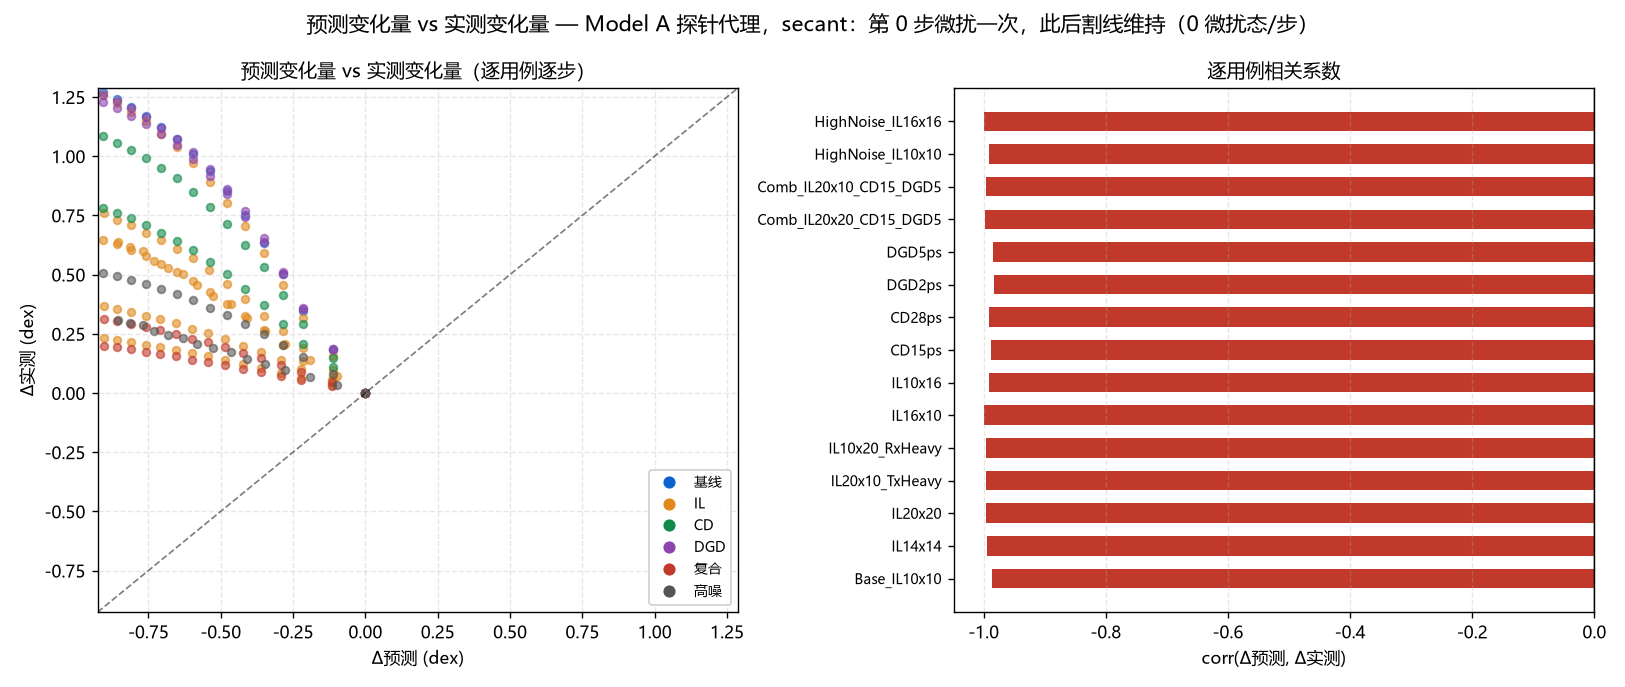 预测变化量 vs 实测变化量 — Model A 探针代理，secant：第 0 步微扰一次，此后割线维持（0 微扰态/步）
预测变化量 vs 实测变化量（逐用例逐步）
Δ实测 (dex)
1.25
1.00
0.75
0.50
0.25
0.00
-0.25
-0.50
-0.75
基线
IL
CD
DGD
复合
高噪
-0.75 -0.50 -0.25 0.00 0.25 0.50 0.75 1.00 1.25
Δ预测 (dex)
逐用例相关系数
HighNoise_IL16x16
HighNoise_IL10x10
Comb_IL20x10_CD15_DGD5
Comb_IL20x20_CD15_DGD5
DGD5ps
DGD2ps
CD28ps
CD15ps
IL10x16
IL16x10
IL10x20_RxHeavy
IL20x10_TxHeavy
IL20x20
IL14x14
Base_IL10x10
-1.0 -0.8 -0.6 -0.4 -0.2 0.0
corr(Δ预测, Δ实测)